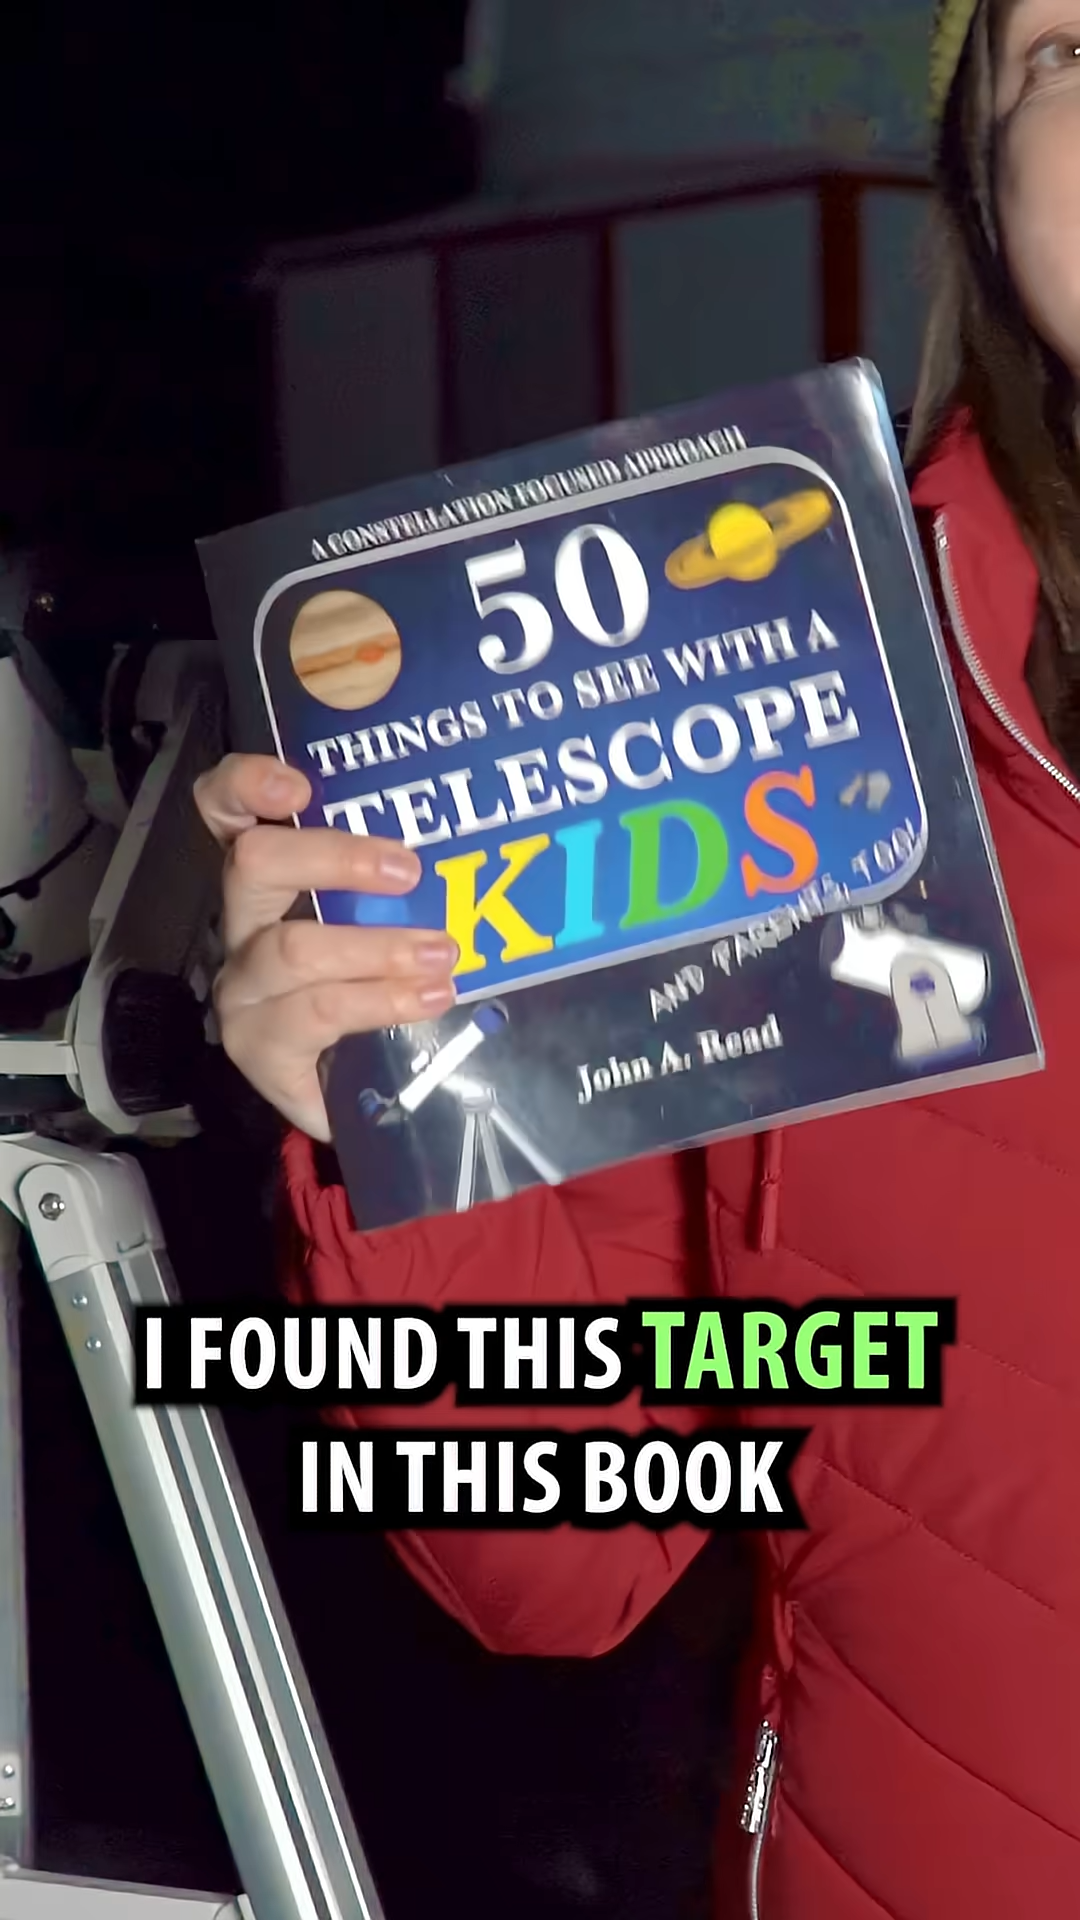 A CONSTELLATION FOCUSED APPROACH
50
THINGS TO SEE WITH A
TELESCOPE
KIDS
AND PARENTS, TOO!
John A. Read
I FOUND THIS TARGET
IN THIS BOOK